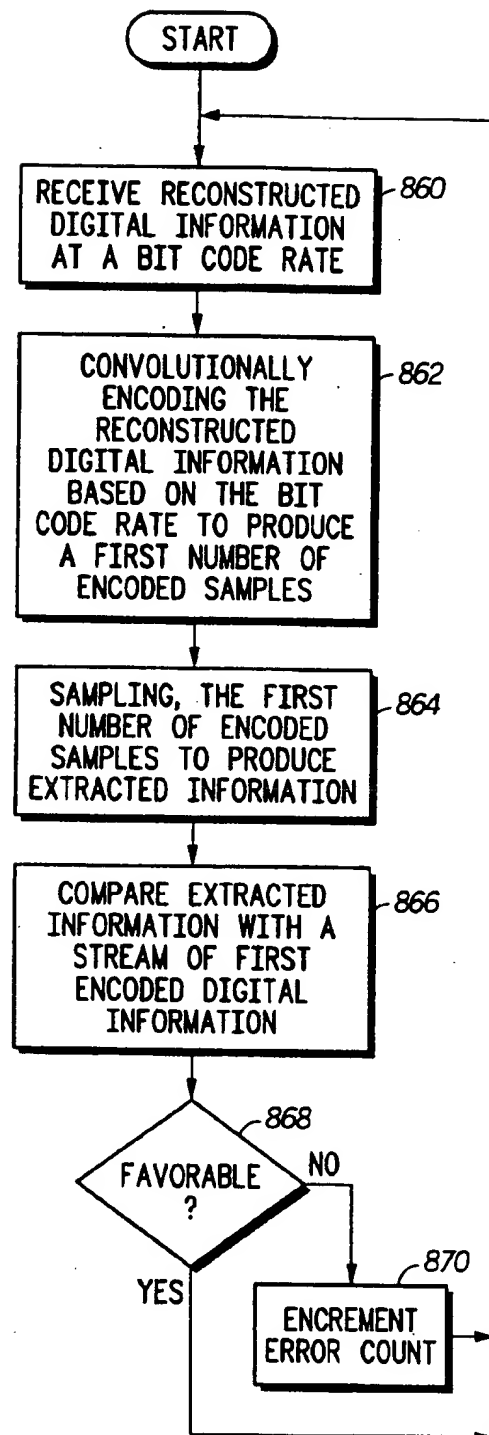 START
RECEIVE RECONSTRUCTED
DIGITAL INFORMATION
AT A BIT CODE RATE
860
CONVOLUTIONALLY
ENCODING THE
RECONSTRUCTED
DIGITAL INFORMATION
BASED ON THE BIT
CODE RATE TO PRODUCE
A FIRST NUMBER OF
ENCODED SAMPLES
862
SAMPLING, THE FIRST
NUMBER OF ENCODED
SAMPLES TO PRODUCE
EXTRACTED INFORMATION
864
COMPARE EXTRACTED
INFORMATION WITH A
STREAM OF FIRST
ENCODED DIGITAL
INFORMATION
866
868
FAVORABLE
?
NO
YES
870
ENCREMENT
ERROR COUNT